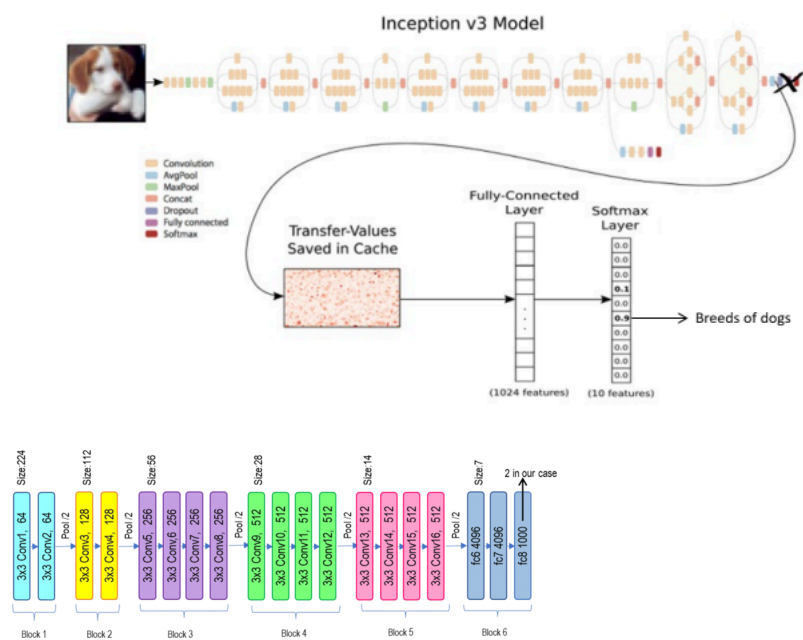 Inception v3 Model
Convolution
AvgPool
MaxPool
Concat
Dropout
Fully connected
Softmax
Transfer-Values
Saved in Cache
Fully-Connected
Layer
(1024 features)
Softmax
Layer
0.0
0.0
0.0
0.1
0.0
0.9
0.0
0.0
0.0
0.0
(10 features)
Breeds of dogs
Size:224
3x3 Conv1, 64
3x3 Conv2, 64
Pool /2
Size:112
3x3 Conv3, 128
3x3 Conv4, 128
Pool /2
Size:56
3x3 Conv5, 256
3x3 Conv,6 256
3x3 Conv7, 256
3x3 Conv8, 256
Pool /2
Size:28
3x3 Conv9, 512
3x3 Conv10, 512
3x3 Conv11, 512
3x3 Conv12, 512
Pool /2
Size:14
3x3 Conv13, 512
3x3 Conv14, 512
3x3 Conv15, 512
3x3 Conv16, 512
Pool /2
Size:7
fc6 4096
fc7 4096
fc8 1000
2 in our case
Block 1
Block 2
Block 3
Block 4
Block 5
Block 6